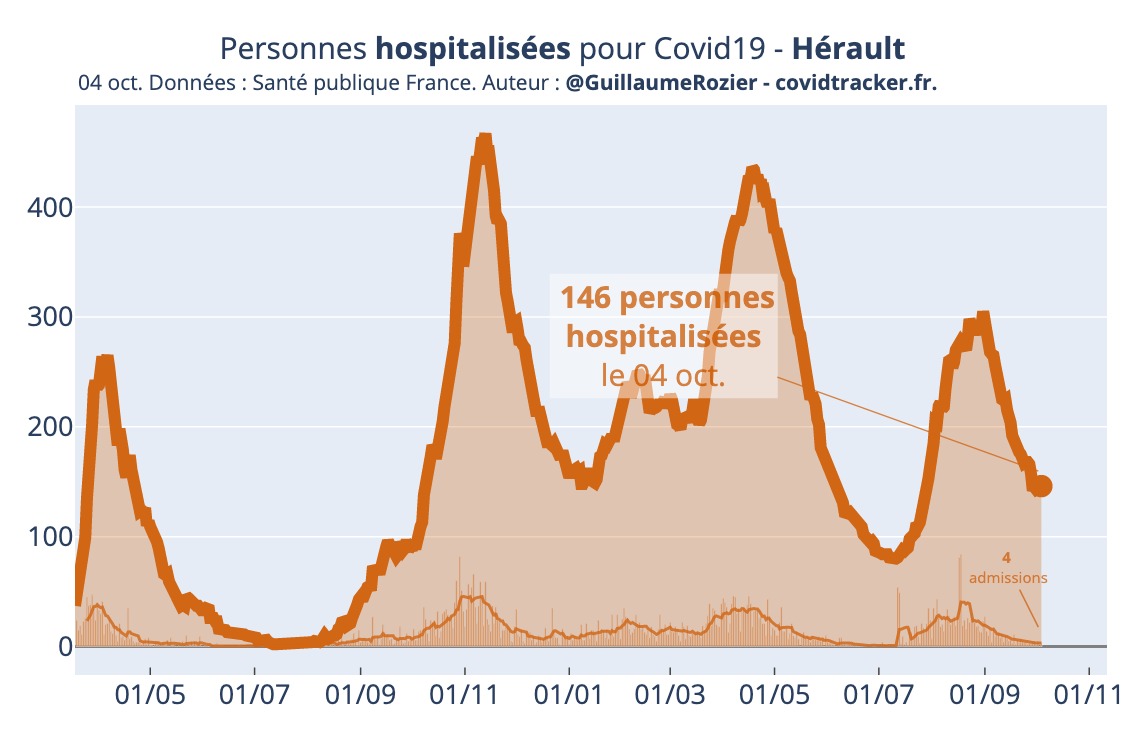 Personnes hospitalisées pour Covid19 - Hérault
04 oct. Données : Santé publique France. Auteur : @GuillaumeRozier - covidtracker.fr.
400
300
200
100
0
146 personnes
hospitalisées
le 04 oct.
4
admissions
01/05
01/07
01/09
01/11
01/01
01/03
01/05
01/07
01/09
01/11